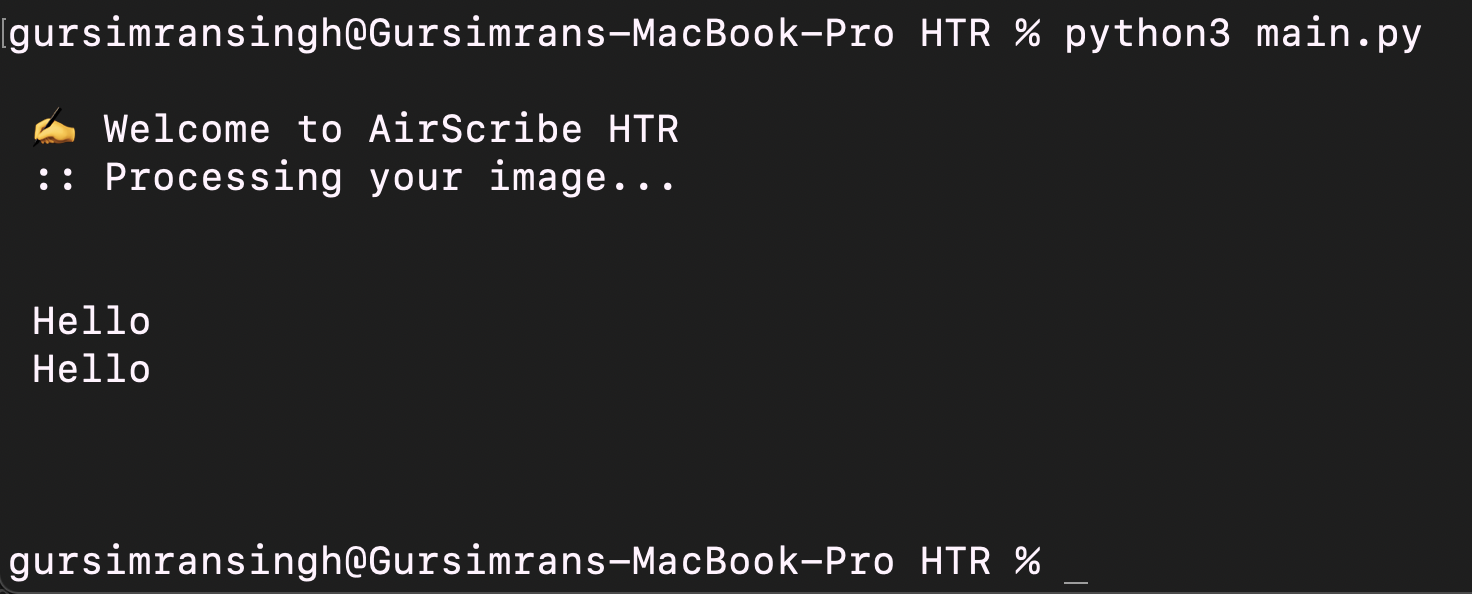 gursimransingh@Gursimrans-MacBook-Pro HTR % python3 main.py
✍️ Welcome to AirScribe HTR
:: Processing your image...
Hello
Hello
gursimransingh@Gursimrans-MacBook-Pro HTR % _